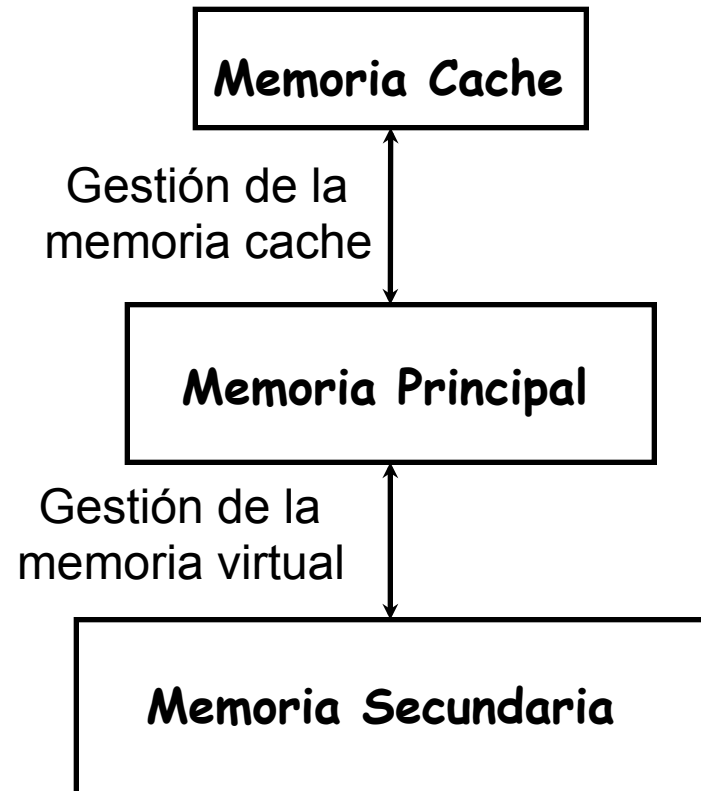 Memoria Cache
Gestión de la
memoria cache
Memoria Principal
Gestión de la
memoria virtual
Memoria Secundaria